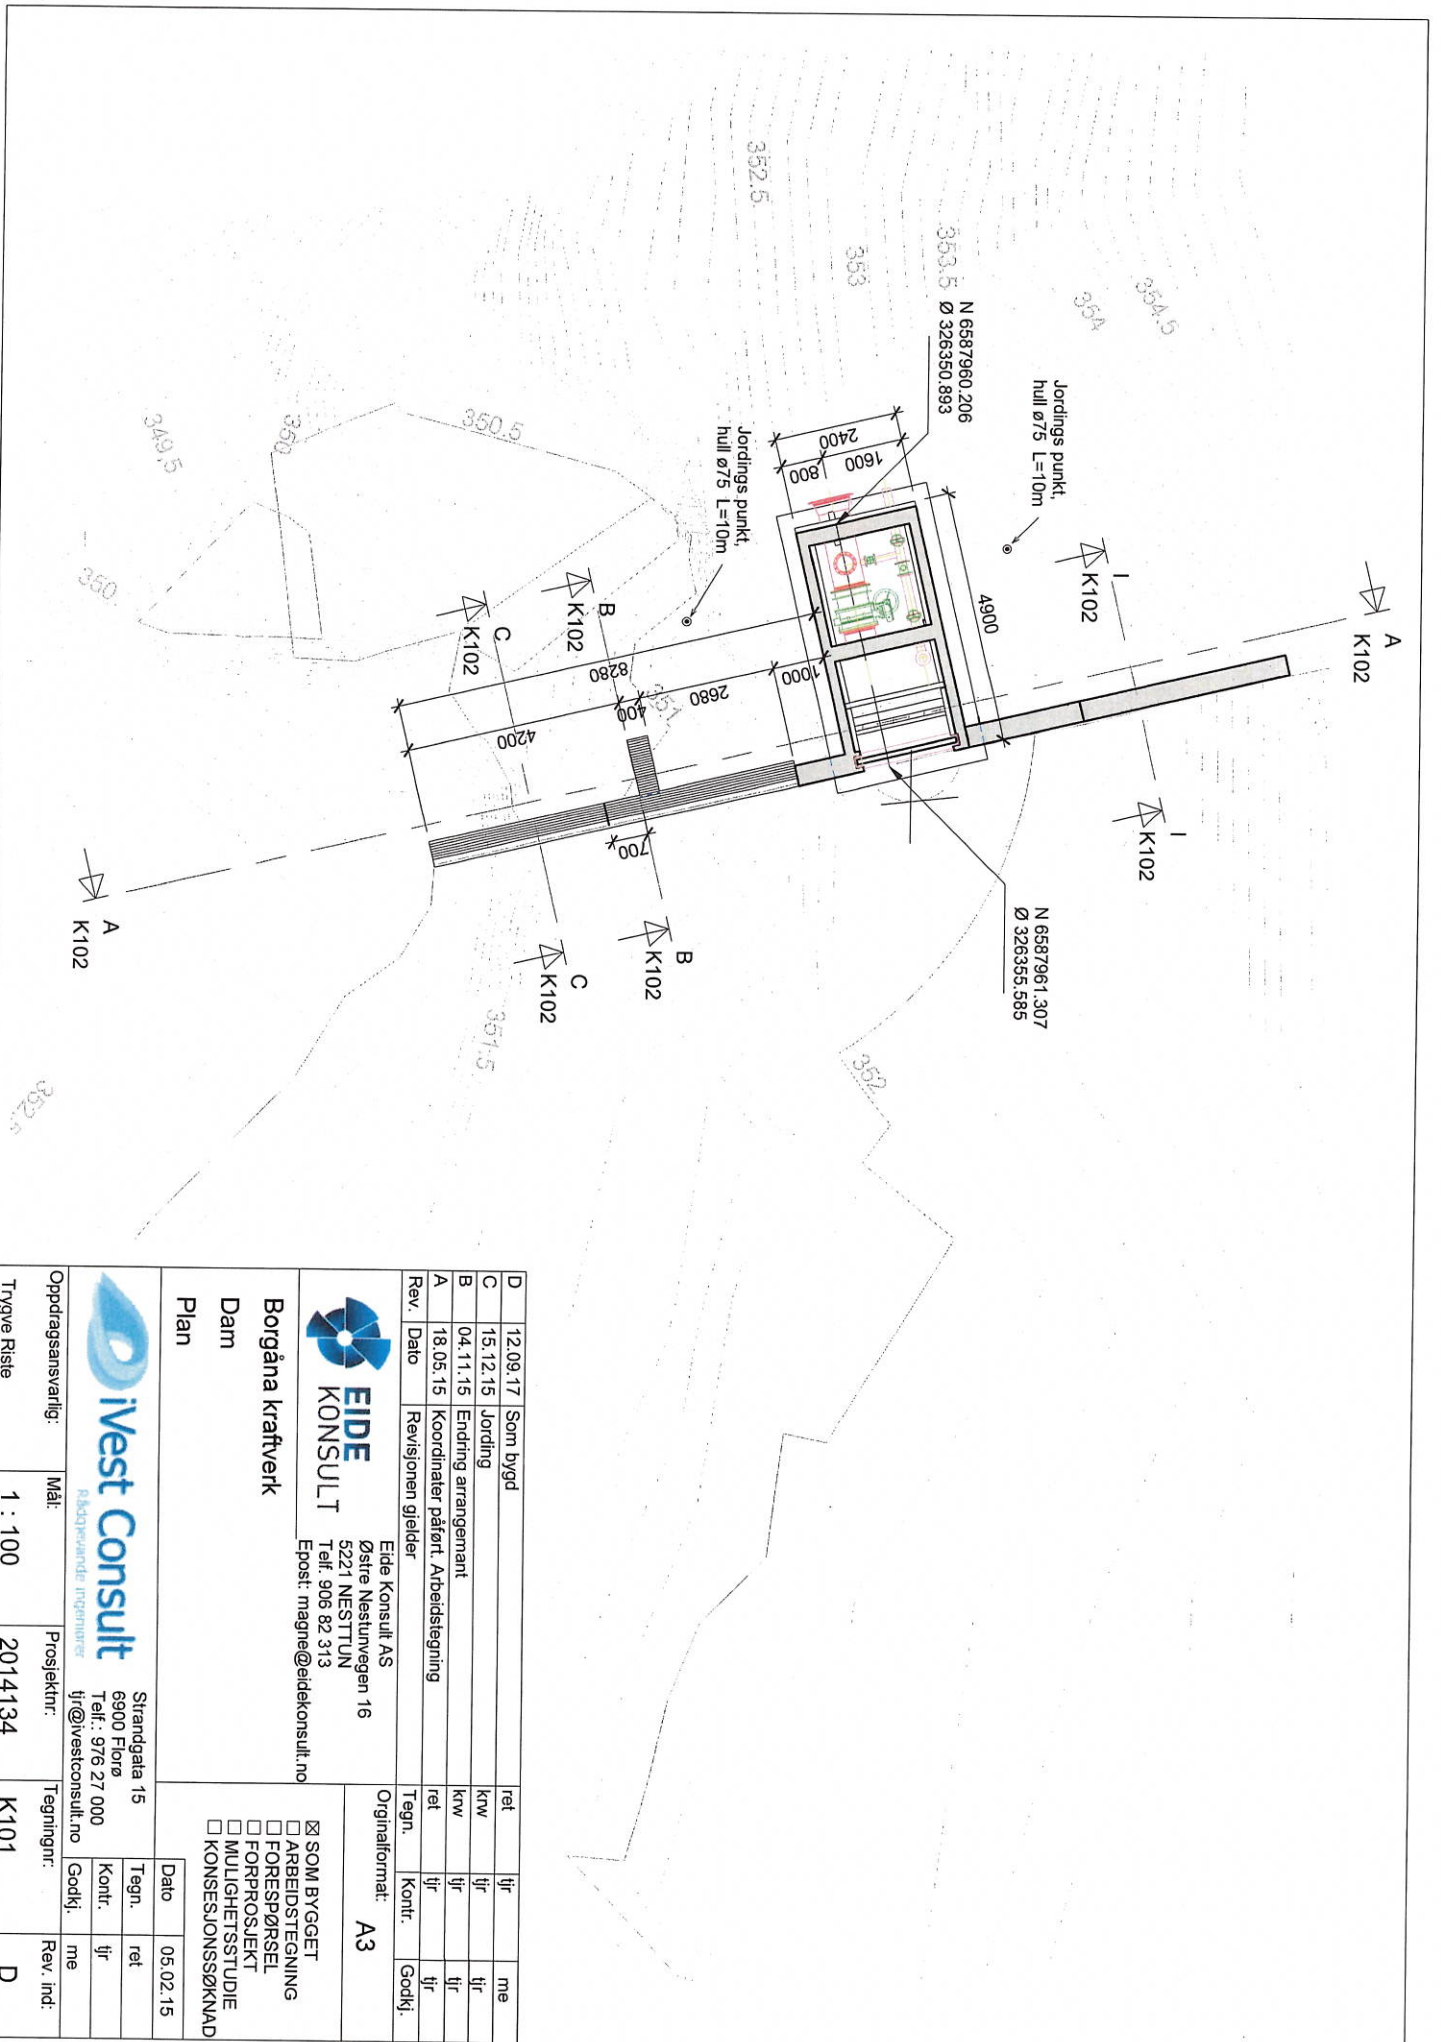 A
K102
I
K102
I
K102
Jordings punkt,
hull ø75 L=10m
354.5
354
353.5
353
352.5
N 6587960.206
Ø 326350.893
N 6587961.307
Ø 326355.585
4900
2400
1600
800
Jordings punkt,
hull ø75 L=10m
1000
2680
8280
400
4200
700
B
K102
B
K102
C
K102
C
K102
A
K102
350.5
350
349,5
350
351
351.5
352
D 12.09.17 Som bygd ret tjr me
C 15.12.15 Jording krw tjr tjr
B 04.11.15 Endring arrangemant krw tjr tjr
A 18.05.15 Koordinater påført. Arbeidstegning ret tjr tjr
Rev. Dato Revisjonen gjelder Tegn. Kontr. Godkj.
EIDE
KONSULT
Eide Konsult AS
Østre Nestunvegen 16
5221 NESTTUN
Telf. 906 82 313
Epost: magne@eidekonsult.no
Orginalformat:
A3
☒ SOM BYGGET
☐ ARBEIDSTEGNING
☐ FORESPØRSEL
☐ FORPROSJEKT
☐ MULIGHETSSTUDIE
☐ KONSESJONSSØKNAD
Borgåna kraftverk
Dam
Plan
iVest Consult
Rådgjevande ingeniører
Strandgata 15
6900 Florø
Telf.: 976 27 000
tjr@ivestconsult.no
Dato 05.02.15
Tegn. ret
Kontr. tjr
Godkj. me
Oppdragsansvarlig: Mål: Prosjektnr: Tegningnr: Rev. ind:
Trygve Riste 1 : 100 2014134 K101 D